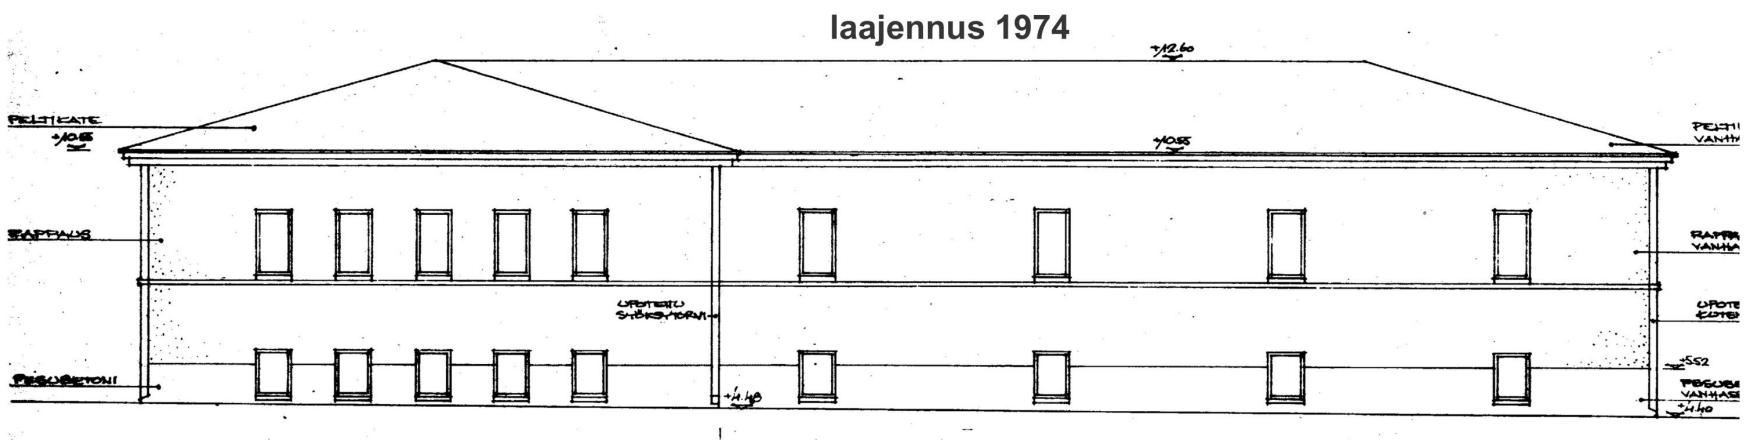 laajennus 1974
+12.60
PELTIKATE
+10.55
+10.55
PELTI
VANHA
RAPPAUS
RAPPA
VANHA
UPOTETTU
SYÖKSYTORVI
UPOTE
+5.52
PESUBETONI
PESUBE
VANHAS
+4.48
+4.40